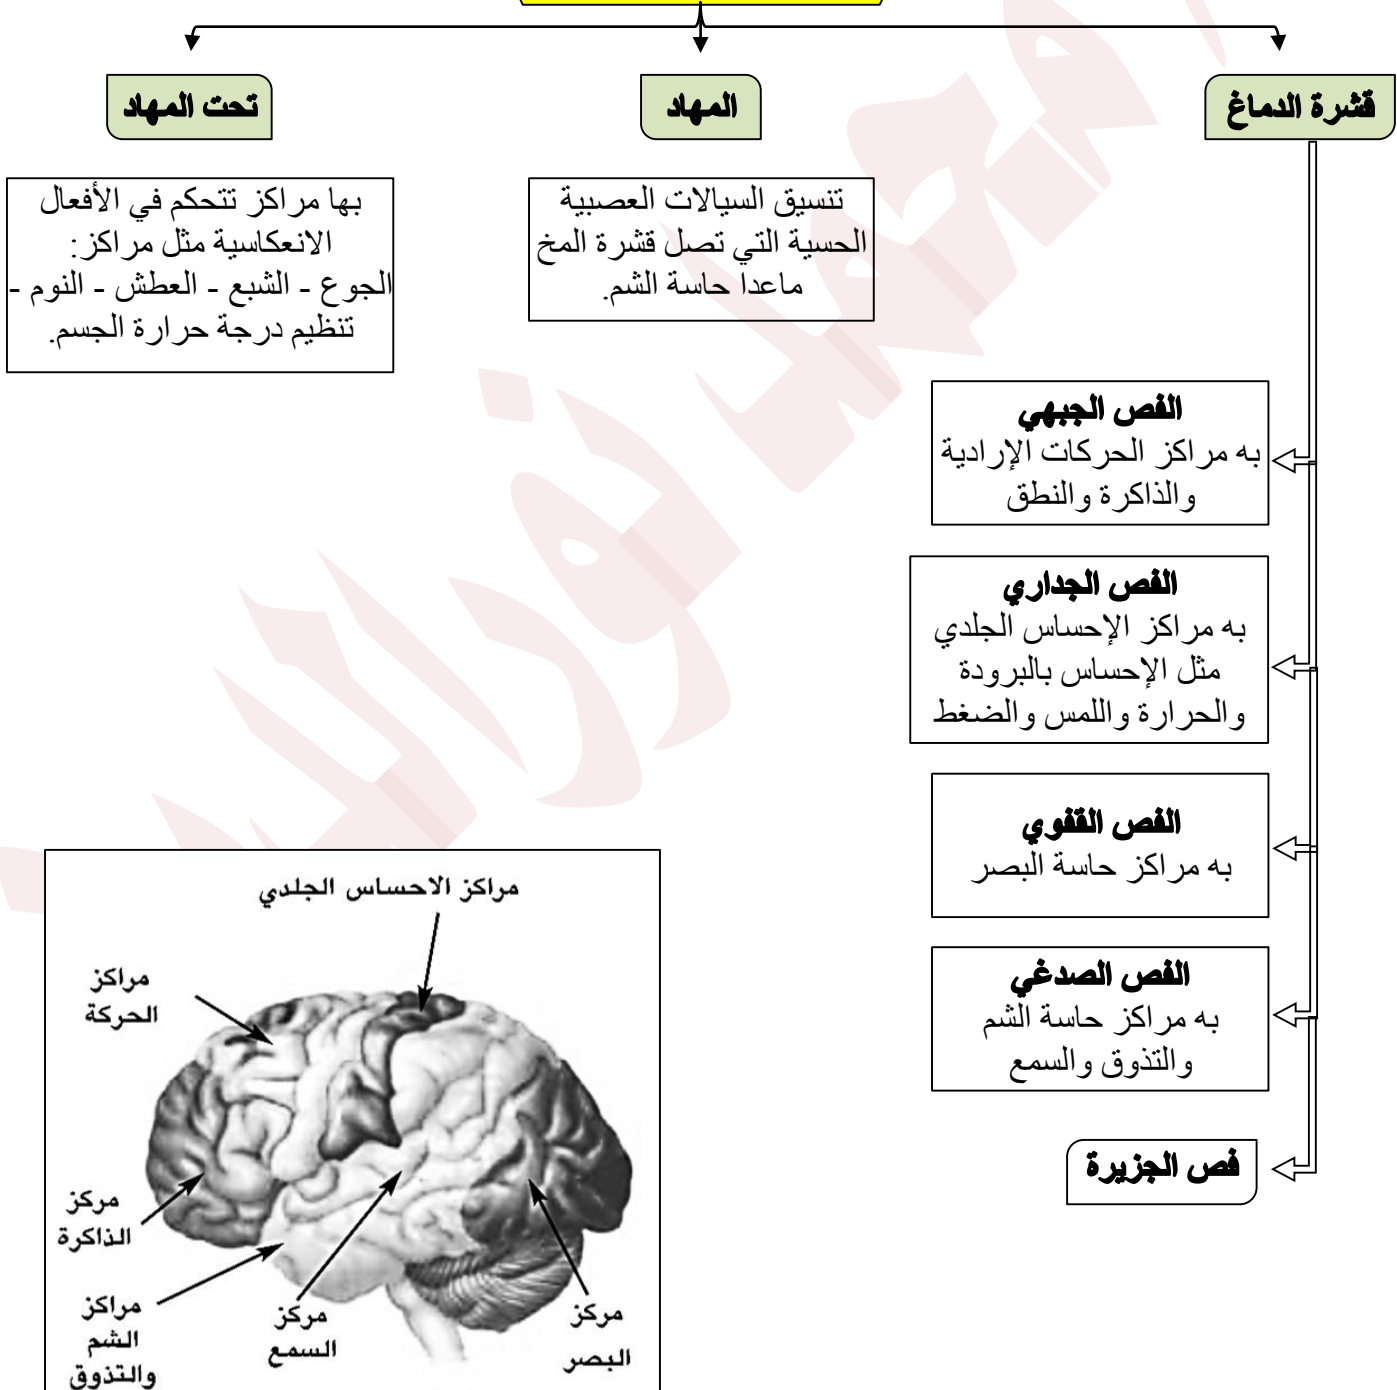 قشرة الدماغ
المهاد
تحت المهاد
تنسيق السيالات العصبية
الحسية التي تصل قشرة المخ
ماعدا حاسة الشم.
بها مراكز تتحكم في الأفعال
الانعكاسية مثل مراكز:
الجوع - الشبع - العطش - النوم -
تنظيم درجة حرارة الجسم.
الفص الجبهي
به مراكز الحركات الإرادية
والذاكرة والنطق
الفص الجداري
به مراكز الإحساس الجلدي
مثل الإحساس بالبرودة
والحرارة واللمس والضغط
الفص القفوي
به مراكز حاسة البصر
الفص الصدغي
به مراكز حاسة الشم
والتذوق والسمع
فص الجزيرة
مراكز الاحساس الجلدي
مراكز
الحركة
مركز
الذاكرة
مراكز
الشم
والتذوق
مركز
السمع
مركز
البصر